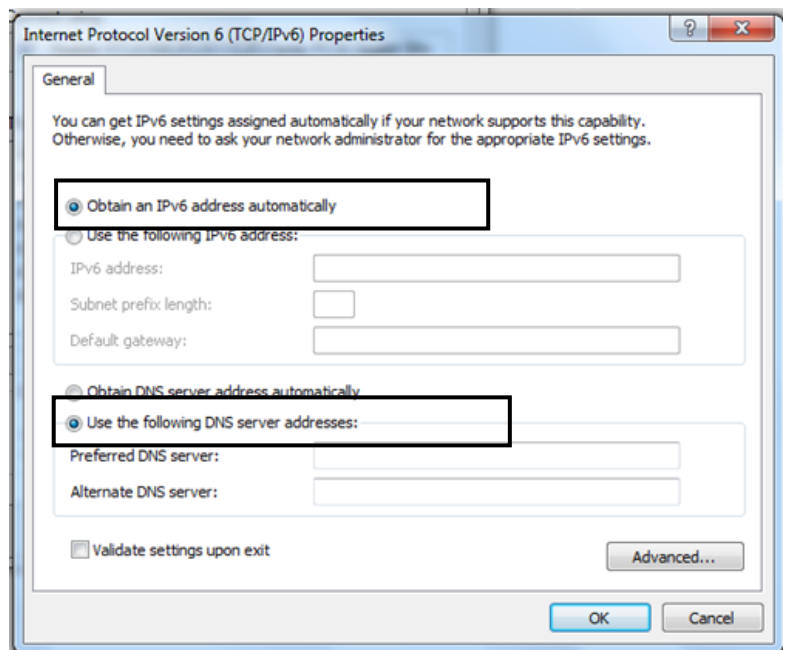 Internet Protocol Version 6 (TCP/IPv6) Properties
?
General
You can get IPv6 settings assigned automatically if your network supports this capability.
Otherwise, you need to ask your network administrator for the appropriate IPv6 settings.
Obtain an IPv6 address automatically
Use the following IPv6 address:
IPv6 address:
Subnet prefix length:
Default gateway:
Obtain DNS server address automatically
Use the following DNS server addresses:
Preferred DNS server:
Alternate DNS server:
Validate settings upon exit
Advanced...
OK Cancel